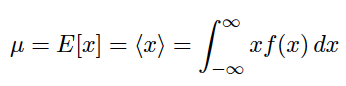 μ = E[x] = ⟨x⟩ = ∫_{-∞}^{∞} x f(x) dx